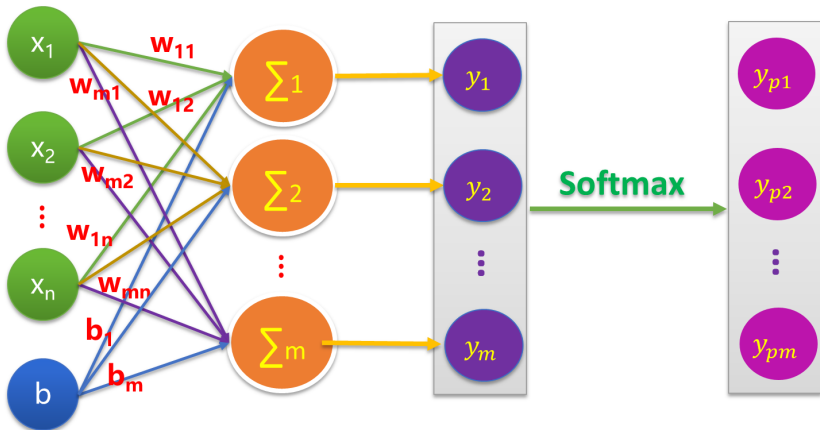 x1
x2
⋮
xn
b
w11
wm1
w12
wm2
w1n
wmn
b1
bm
∑1
∑2
⋮
∑m
y1
y2
⋮
ym
Softmax
yp1
yp2
⋮
ypm